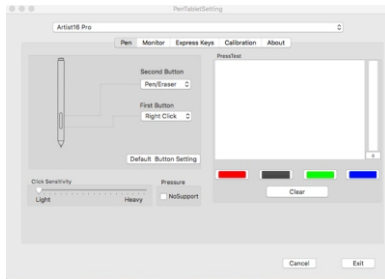 PenTabletSetting
Artist16 Pro
Pen Monitor Express Keys Calibration About
PressTest
Second Button
Pen/Eraser
First Button
Right Click
Default Button Setting
0
Click Sensitivity
Light Heavy
Pressure
NoSupport
Clear
Cancel Exit